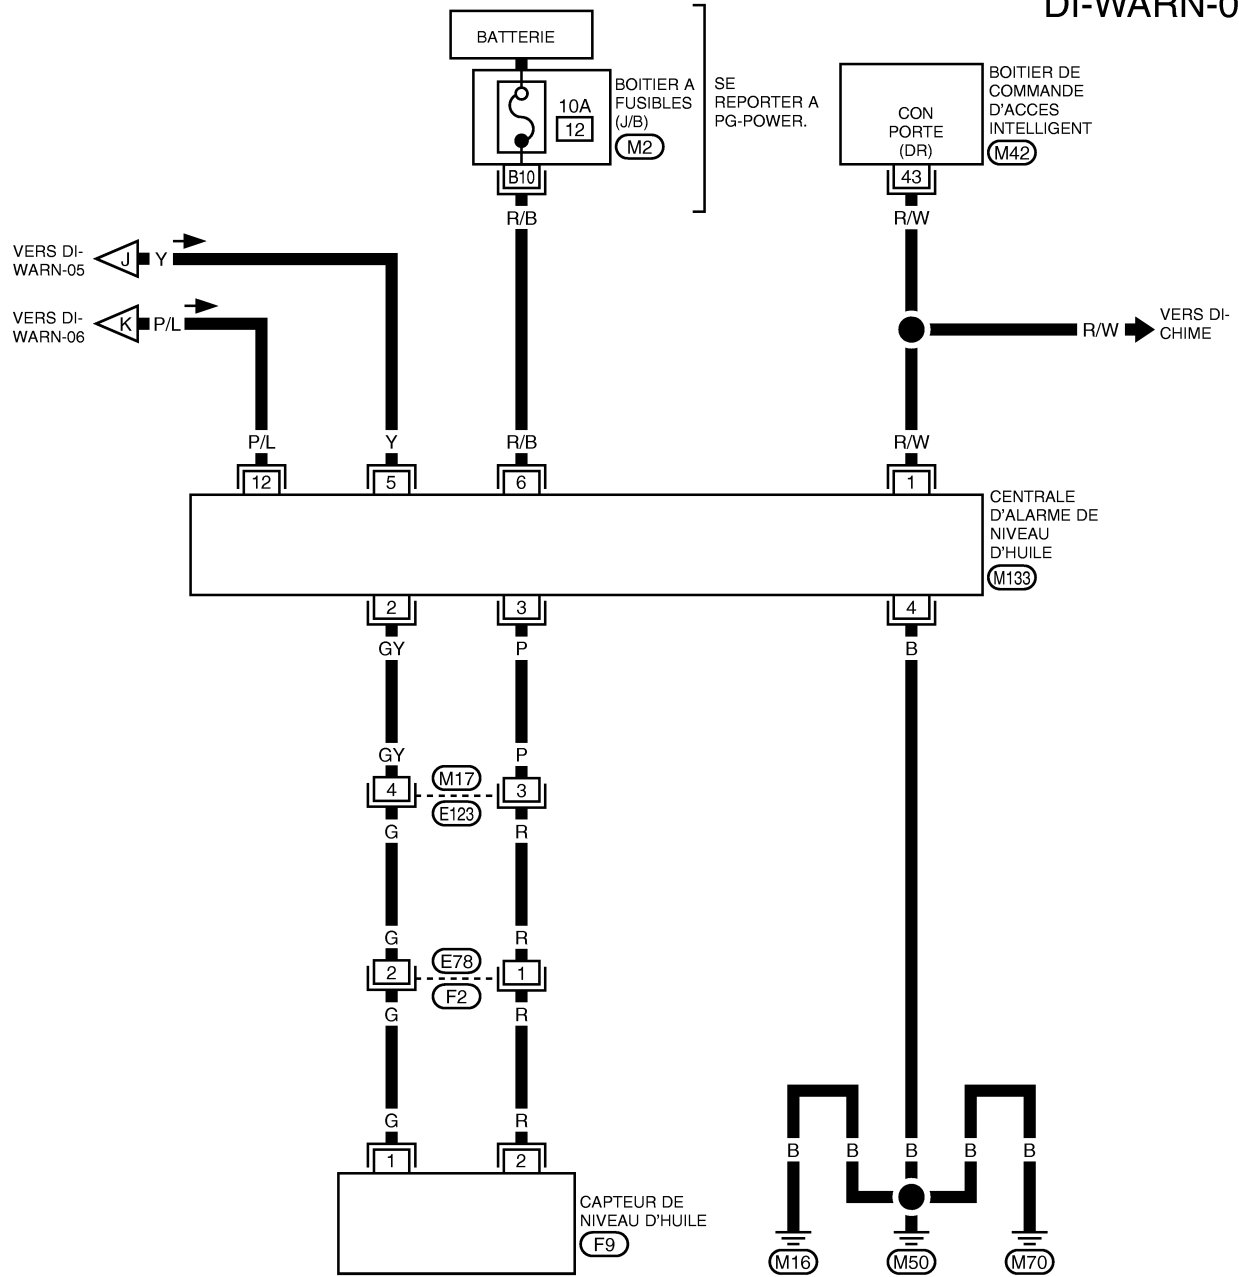 DI-WARN-0
BATTERIE
BOITIER A
FUSIBLES
(J/B)
M2
10A
12
B10
R/B
SE
REPORTER A
PG-POWER.
CON
PORTE
(DR)
BOITIER DE
COMMANDE
D'ACCES
INTELLIGENT
M42
43
R/W
VERS DI-
WARN-05
J
Y
VERS DI-
WARN-06
K
P/L
R/W
VERS DI-
CHIME
P/L
Y
R/B
R/W
12
5
6
1
CENTRALE
D'ALARME DE
NIVEAU
D'HUILE
M133
2
3
4
GY
P
B
GY
P
4
M17
E123
3
G
R
G
R
2
E78
F2
1
G
R
G
R
1
2
CAPTEUR DE
NIVEAU D'HUILE
F9
B
B
B
B
B
M16
M50
M70